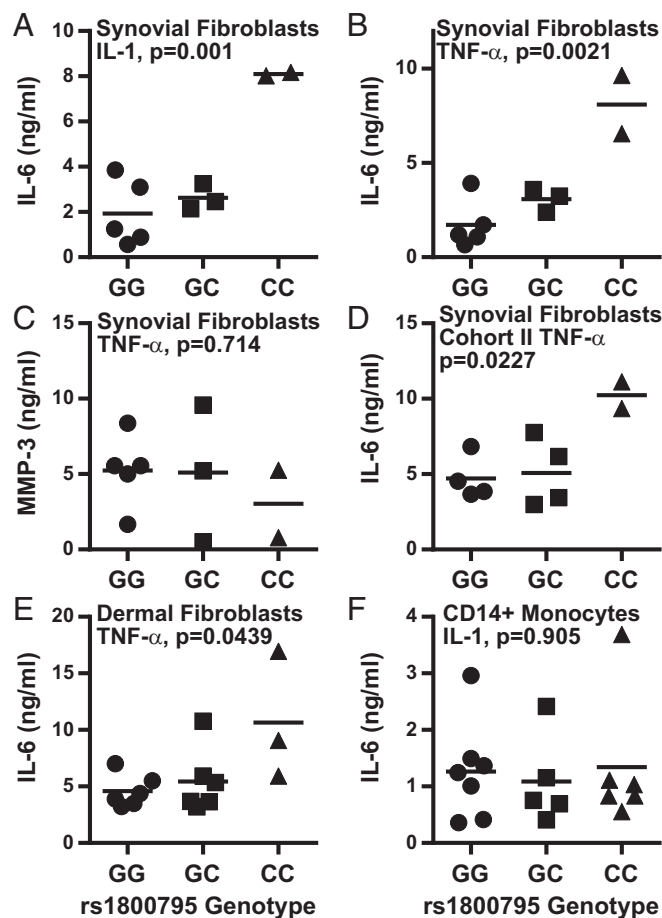 A
Synovial Fibroblasts
IL-1, p=0.001
IL-6 (ng/ml)
10
8
6
4
2
0
GG GC CC
B
Synovial Fibroblasts
TNF-α, p=0.0021
IL-6 (ng/ml)
10
5
0
GG GC CC
C
Synovial Fibroblasts
TNF-α, p=0.714
MMP-3 (ng/ml)
15
10
5
0
GG GC CC
D
Synovial Fibroblasts
Cohort II TNF-α
p=0.0227
IL-6 (ng/ml)
15
10
5
0
GG GC CC
E
Dermal Fibroblasts
TNF-α, p=0.0439
IL-6 (ng/ml)
20
15
10
5
0
GG GC CC
rs1800795 Genotype
F
CD14+ Monocytes
IL-1, p=0.905
IL-6 (ng/ml)
4
3
2
1
0
GG GC CC
rs1800795 Genotype